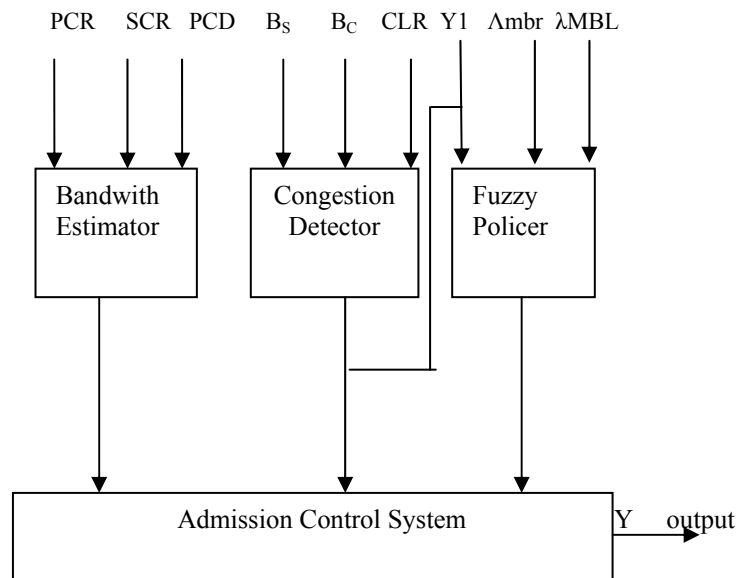 PCR SCR PCD B_S B_C CLR Y1 Λmbr λMBL
Bandwith
Estimator
Congestion
Detector
Fuzzy
Policer
Admission Control System
Y output